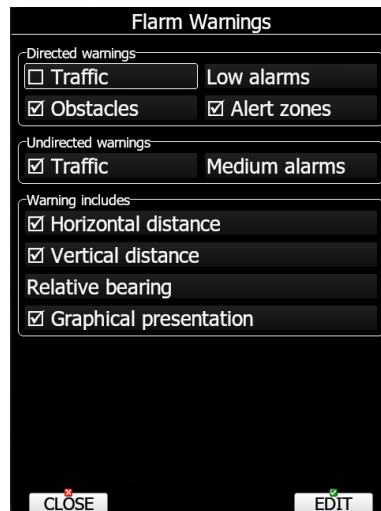 Flarm Warnings
Directed warnings
Traffic Low alarms
Obstacles Alert zones
Undirected warnings
Traffic Medium alarms
Warning includes
Horizontal distance
Vertical distance
Relative bearing
Graphical presentation
CLOSE EDIT